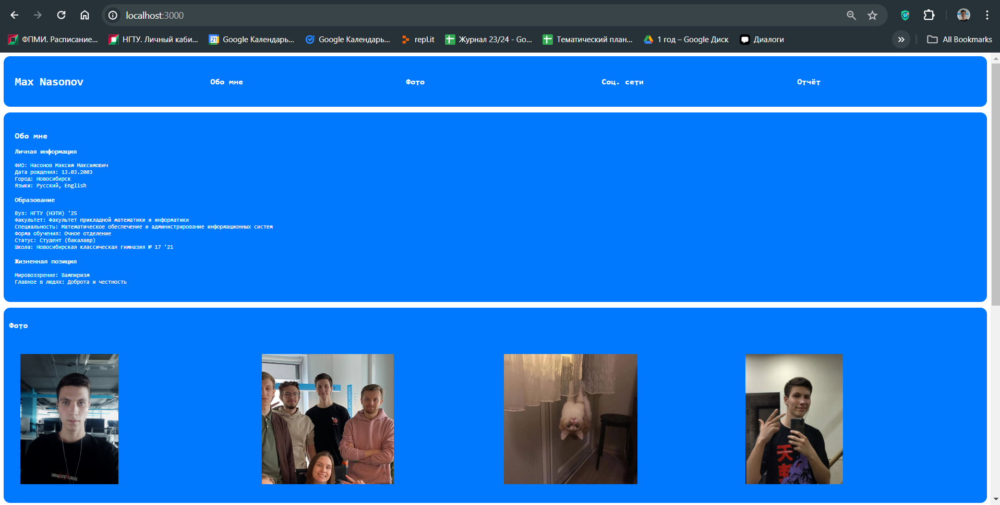 localhost:3000
ФПМИ. Расписание...
НГТУ. Личный каби...
Google Календарь...
Google Календарь...
repl.it
Журнал 23/24 - Go...
Тематический план...
1 год – Google Диск
Диалоги
All Bookmarks
Max Nasonov
Обо мне
Фото
Соц. сети
Отчёт
Обо мне
Личная информация
ФИО: Насонов Максим Максимович
Дата рождения: 13.03.2003
Город: Новосибирск
Языки: Русский, English
Образование
Вуз: НГТУ (НЭТИ) '25
Факультет: Факультет прикладной математики и информатики
Специальность: Математическое обеспечение и администрирование информационных систем
Форма обучения: Очное отделение
Статус: Студент (бакалавр)
Школа: Новосибирская классическая гимназия № 17 '21
Жизненная позиция
Мировоззрение: Вампиризм
Главное в людях: Доброта и честность
Фото